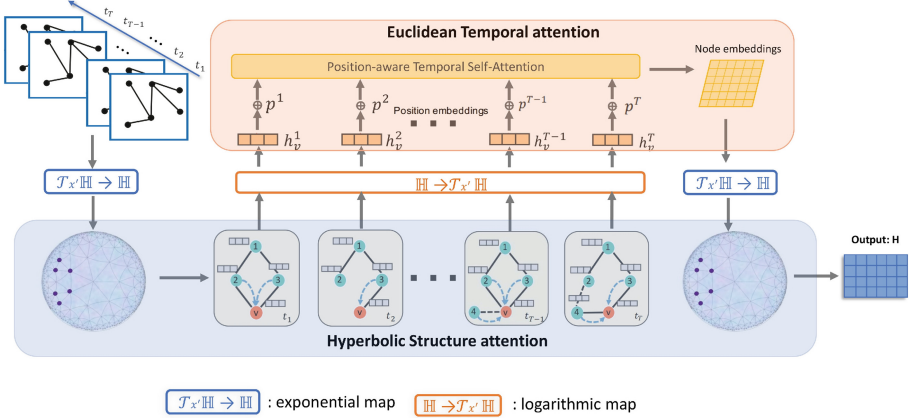 t_T
t_{T-1}
...
t_2
t_1
Euclidean Temporal attention
Position-aware Temporal Self-Attention
Node embeddings
⊕ p^1
⊕ p^2
Position embeddings
⊕ p^{T-1}
⊕ p^T
h_v^1
h_v^2
h_v^{T-1}
h_v^T
𝒯_{x'}ℍ → ℍ
ℍ → 𝒯_{x'}ℍ
𝒯_{x'}ℍ → ℍ
1
2
3
v
t_1
1
2
3
v
t_2
1
2
3
4
v
t_{T-1}
1
2
3
4
v
t_T
Output: H
Hyperbolic Structure attention
𝒯_{x'}ℍ → ℍ : exponential map
ℍ → 𝒯_{x'}ℍ : logarithmic map